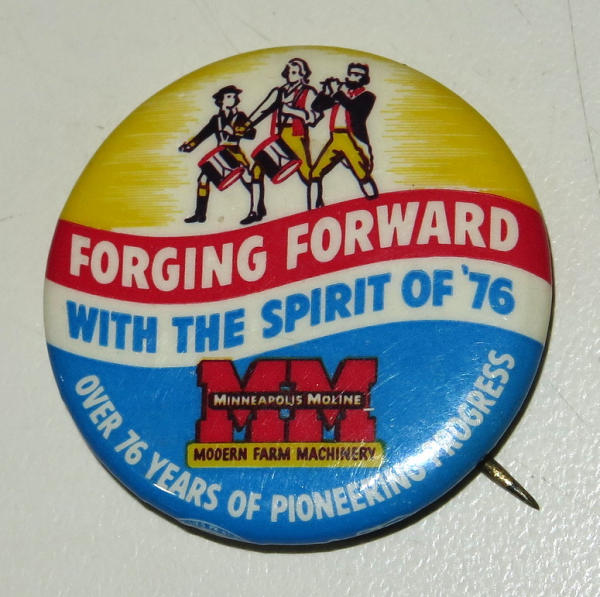 FORGING FORWARD
WITH THE SPIRIT OF '76
MM
MINNEAPOLIS MOLINE
MODERN FARM MACHINERY
OVER 76 YEARS OF PIONEERING PROGRESS